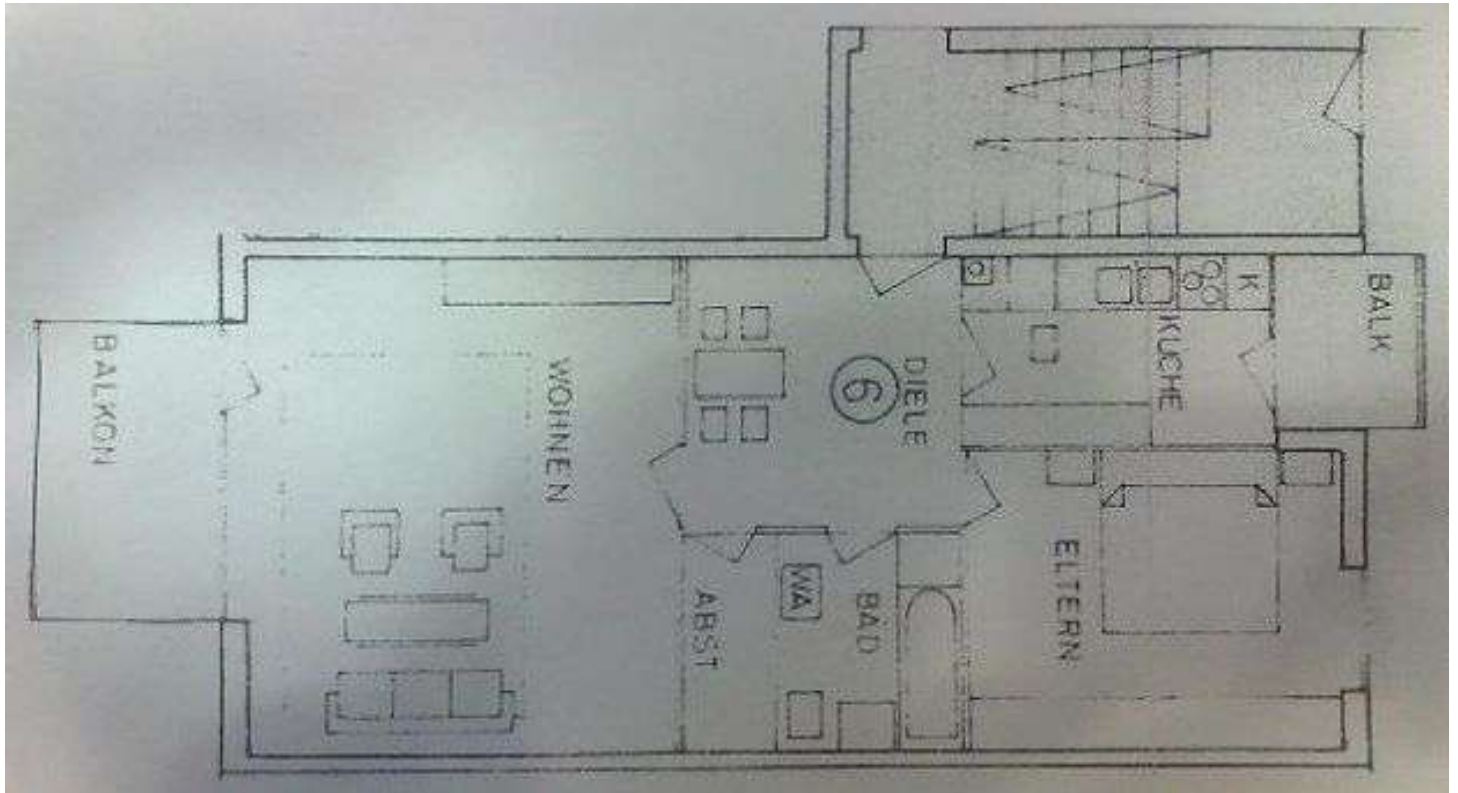 BALKON
WOHNEN
DIELE
6
KÜCHE
K
BALK
ABST
WA
BAD
ELTERN